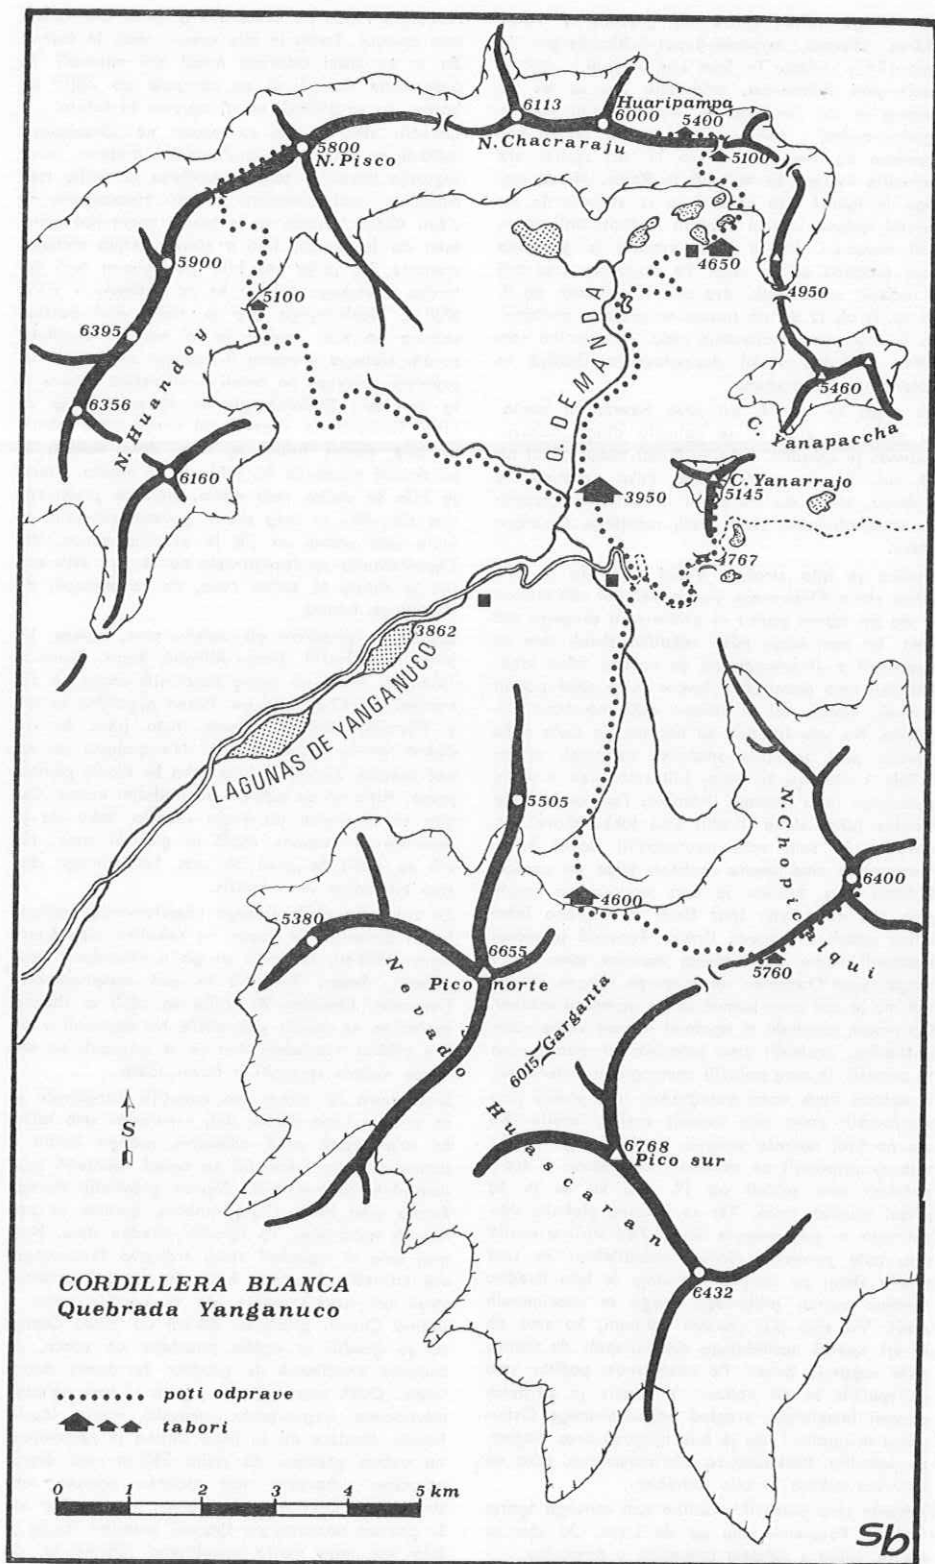 6113
Huaripampa
6000
5400
5800
N. Pisco
N. Chacraraju
5100
4650
5900
5100
4950
6395
N. Huandoy
Q. DEMANDA
6356
5460
C. Yanapaccha
6160
3950
C. Yanarrajo
5145
4767
3862
LAGUNAS DE YANGANUCO
5505
N. Chopiqalqui
6400
4600
5380
6655
Pico norte
5760
Nevado Huascaran
6015, Garganta
6768
Pico
S
6432
CORDILLERA BLANCA
Quebrada Yanganuco
poti odprave
tabori
0 1 2 3 4 5 km
sb